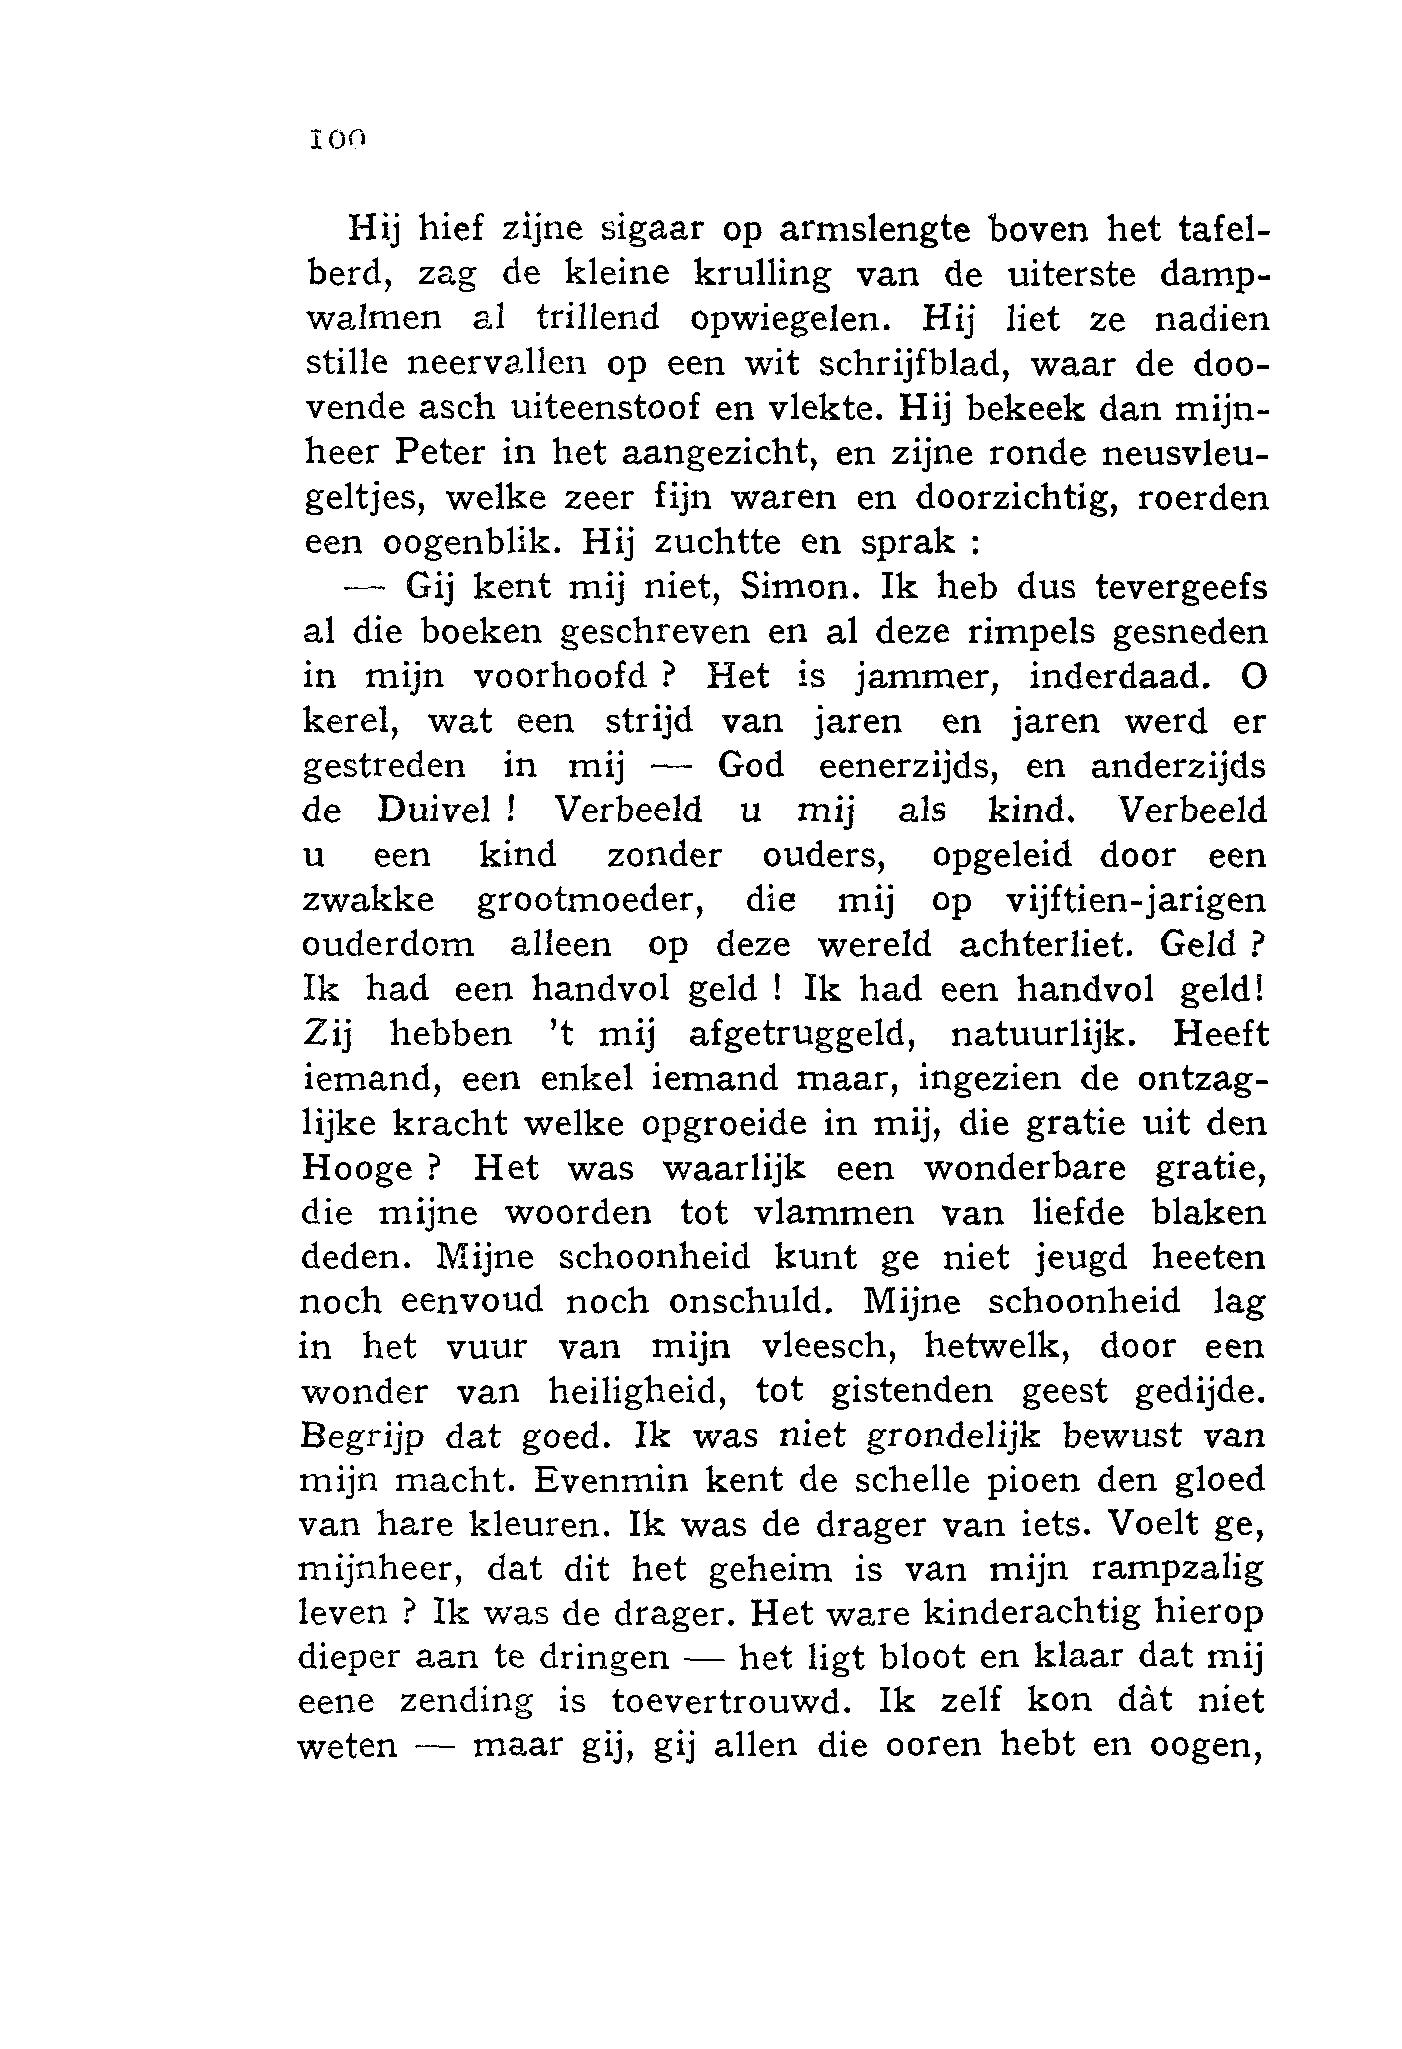 100
Hij hief zijne sigaar op armslengte boven het tafel-
berd, zag de kleine krulling van de uiterste damp-
walmen al trillend opwiegelen. Hij liet ze nadien
stille neervallen op een wit schrijfblad, waar de doo-
vende asch uiteenstoof en vlekte. Hij bekeek dan mijn-
heer Peter in het aangezicht, en zijne ronde neusvleu-
geltjes, welke zeer fijn waren en doorzichtig, roerden
een oogenblik. Hij zuchtte en sprak :
— Gij kent mij niet, Simon. Ik heb dus tevergeefs
al die boeken geschreven en al deze rimpels gesneden
in mijn voorhoofd ? Het is jammer, inderdaad. O
kerel, wat een strijd van jaren en jaren werd er
gestreden in mij — God eenerzijds, en anderzijds
de Duivel ! Verbeeld u mij als kind. Verbeeld
u een kind zonder ouders, opgeleid door een
zwakke grootmoeder, die mij op vijftien-jarigen
ouderdom alleen op deze wereld achterliet. Geld ?
Ik had een handvol geld ! Ik had een handvol geld!
Zij hebben 't mij afgetruggeld, natuurlijk. Heeft
iemand, een enkel iemand maar, ingezien de ontzag-
lijke kracht welke opgroeide in mij, die gratie uit den
Hooge ? Het was waarlijk een wonderbare gratie,
die mijne woorden tot vlammen van liefde blaken
deden. Mijne schoonheid kunt ge niet jeugd heeten
noch eenvoud noch onschuld. Mijne schoonheid lag
in het vuur van mijn vleesch, hetwelk, door een
wonder van heiligheid, tot gistenden geest gedijde.
Begrijp dat goed. Ik was niet grondelijk bewust van
mijn macht. Evenmin kent de schelle pioen den gloed
van hare kleuren. Ik was de drager van iets. Voelt ge,
mijnheer, dat dit het geheim is van mijn rampzalig
leven ? Ik was de drager. Het ware kinderachtig hierop
dieper aan te dringen — het ligt bloot en klaar dat mij
eene zending is toevertrouwd. Ik zelf kon dàt niet
weten — maar gij, gij allen die ooren hebt en oogen,